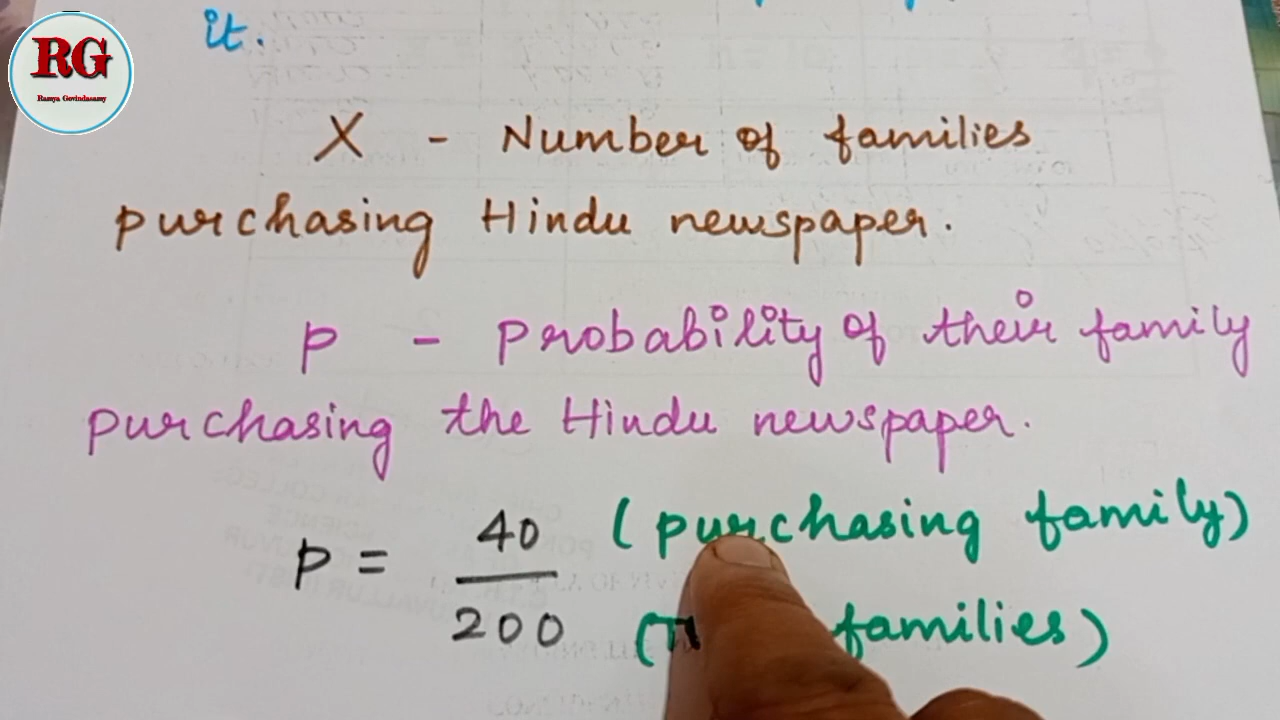 RG
Ramya Govindasamy
it.
X - Number of families
purchasing Hindu newspaper.
p - Probability of their family
purchasing the Hindu newspaper.
p = 40/200 (purchasing family)
families)